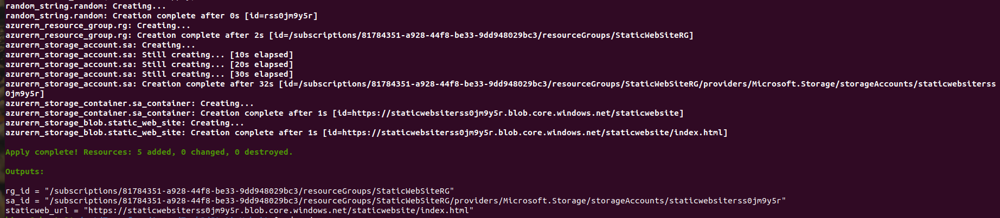 random_string.random: Creating...
random_string.random: Creation complete after 0s [id=rss0jm9y5r]
azurerm_resource_group.rg: Creating...
azurerm_resource_group.rg: Creation complete after 2s [id=/subscriptions/81784351-a928-44f8-be33-9dd948029bc3/resourceGroups/StaticWebSiteRG]
azurerm_storage_account.sa: Creating...
azurerm_storage_account.sa: Still creating... [10s elapsed]
azurerm_storage_account.sa: Still creating... [20s elapsed]
azurerm_storage_account.sa: Still creating... [30s elapsed]
azurerm_storage_account.sa: Creation complete after 32s [id=/subscriptions/81784351-a928-44f8-be33-9dd948029bc3/resourceGroups/StaticWebSiteRG/providers/Microsoft.Storage/storageAccounts/staticwebsiterss
0jm9y5r]
azurerm_storage_container.sa_container: Creating...
azurerm_storage_container.sa_container: Creation complete after 1s [id=https://staticwebsiterss0jm9y5r.blob.core.windows.net/staticwebsite]
azurerm_storage_blob.static_web_site: Creating...
azurerm_storage_blob.static_web_site: Creation complete after 1s [id=https://staticwebsiterss0jm9y5r.blob.core.windows.net/staticwebsite/index.html]
Apply complete! Resources: 5 added, 0 changed, 0 destroyed.
Outputs:
rg_id = "/subscriptions/81784351-a928-44f8-be33-9dd948029bc3/resourceGroups/StaticWebSiteRG"
sa_id = "/subscriptions/81784351-a928-44f8-be33-9dd948029bc3/resourceGroups/StaticWebSiteRG/providers/Microsoft.Storage/storageAccounts/staticwebsiterss0jm9y5r"
staticweb_url = "https://staticwebsiterss0jm9y5r.blob.core.windows.net/staticwebsite/index.html"